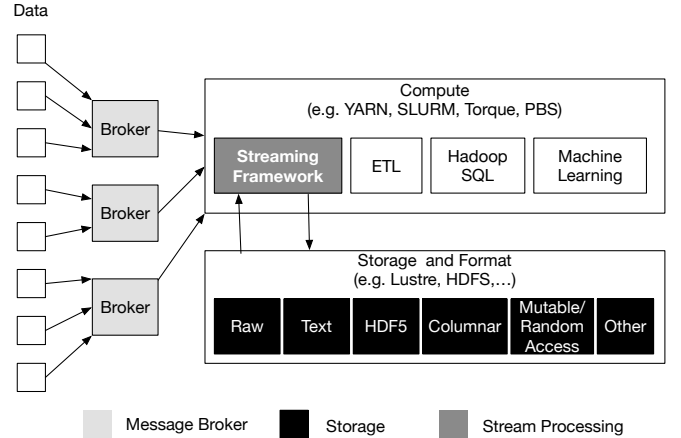 Data
Broker
Broker
Broker
Compute
(e.g. YARN, SLURM, Torque, PBS)
Streaming
Framework
ETL
Hadoop
SQL
Machine
Learning
Storage and Format
(e.g. Lustre, HDFS,...)
Raw
Text
HDF5
Columnar
Mutable/
Random
Access
Other
Message Broker
Storage
Stream Processing